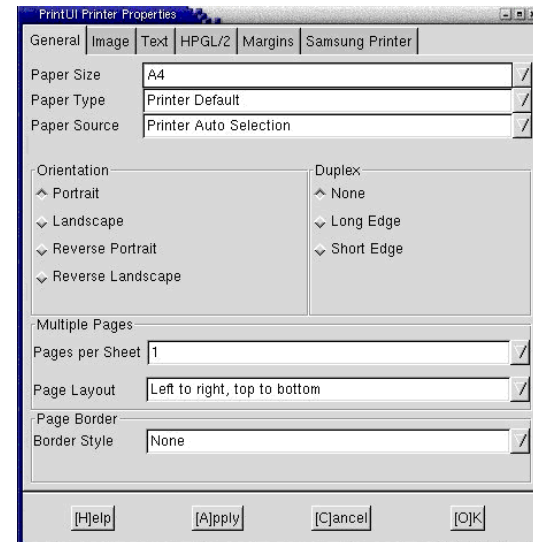 PrintUI Printer Properties
General Image Text HPGL/2 Margins Samsung Printer
Paper Size A4
Paper Type Printer Default
Paper Source Printer Auto Selection
Orientation
Portrait
Landscape
Reverse Portrait
Reverse Landscape
Duplex
None
Long Edge
Short Edge
Multiple Pages
Pages per Sheet 1
Page Layout Left to right, top to bottom
Page Border
Border Style None
[H]elp [A]pply [C]ancel [O]K